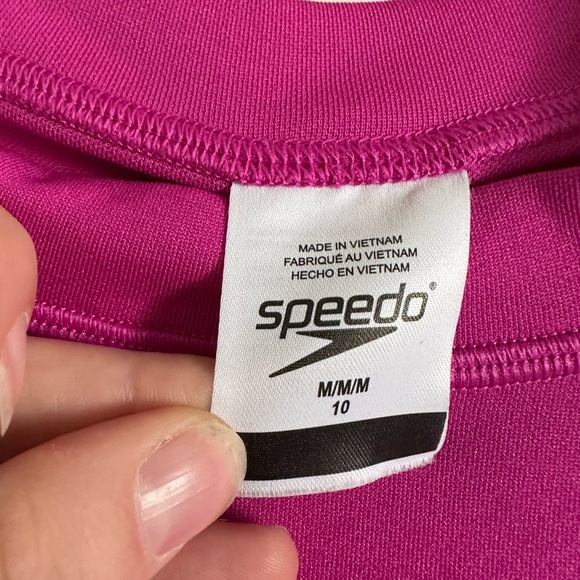 MADE IN VIETNAM
FABRIQUÉ AU VIETNAM
HECHO EN VIETNAM
speedo®
M/M/M
10